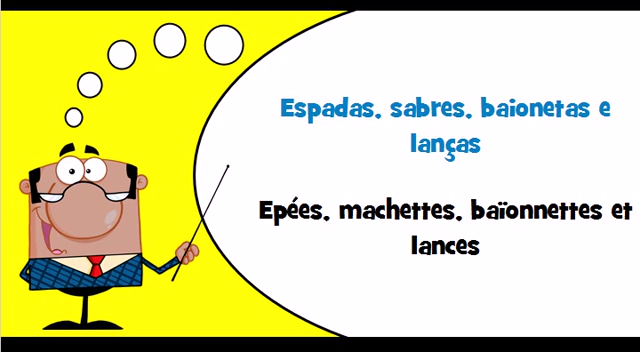 Espadas, sabres, baionetas e
lanças
Epées, machettes, baïonnettes et
lances